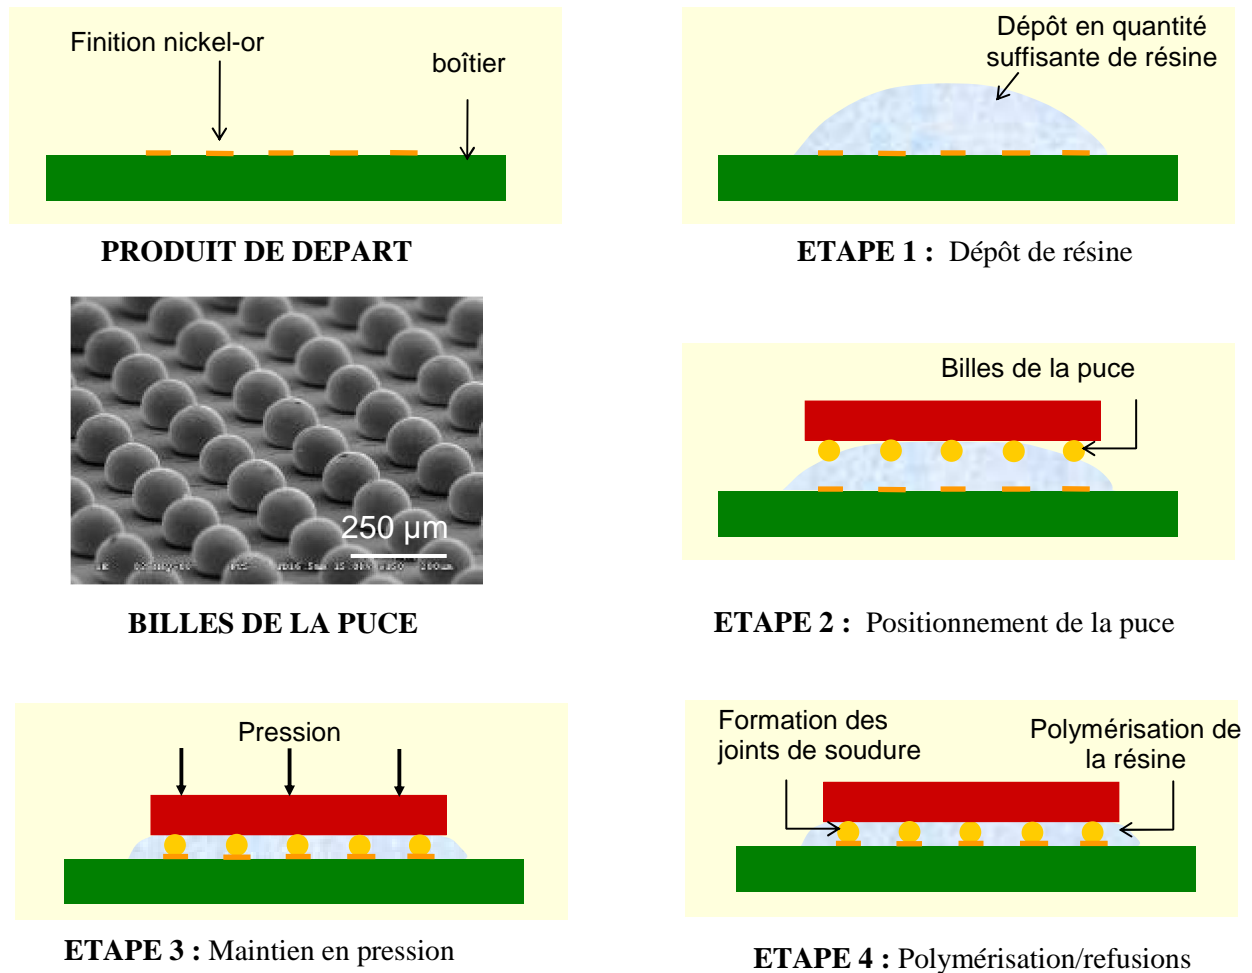 Finition nickel-or
boîtier
PRODUIT DE DEPART
Dépôt en quantité
suffisante de résine
ETAPE 1 : Dépôt de résine
250 µm
BILLES DE LA PUCE
Billes de la puce
ETAPE 2 : Positionnement de la puce
Pression
ETAPE 3 : Maintien en pression
Formation des
joints de soudure
Polymérisation de
la résine
ETAPE 4 : Polymérisation/refusions